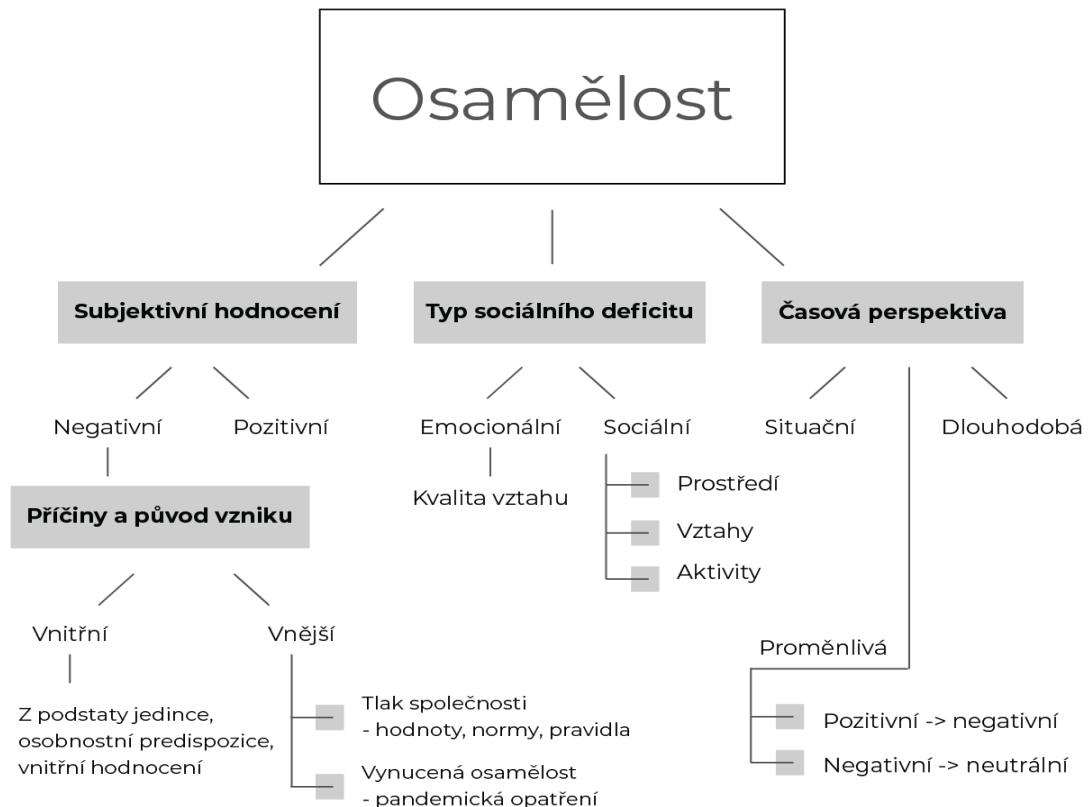 Osamělost
Subjektivní hodnocení
Typ sociálního deficitu
Časová perspektiva
Negativní
Pozitivní
Emocionální
Sociální
Situační
Dlouhodobá
Kvalita vztahu
Prostředí
Vztahy
Aktivity
Příčiny a původ vzniku
Vnitřní
Vnější
Proměnlivá
Z podstaty jedince,
osobnostní predispozice,
vnitřní hodnocení
Tlak společnosti
- hodnoty, normy, pravidla
Vynucená osamělost
- pandemická opatření
Pozitivní -> negativní
Negativní -> neutrální